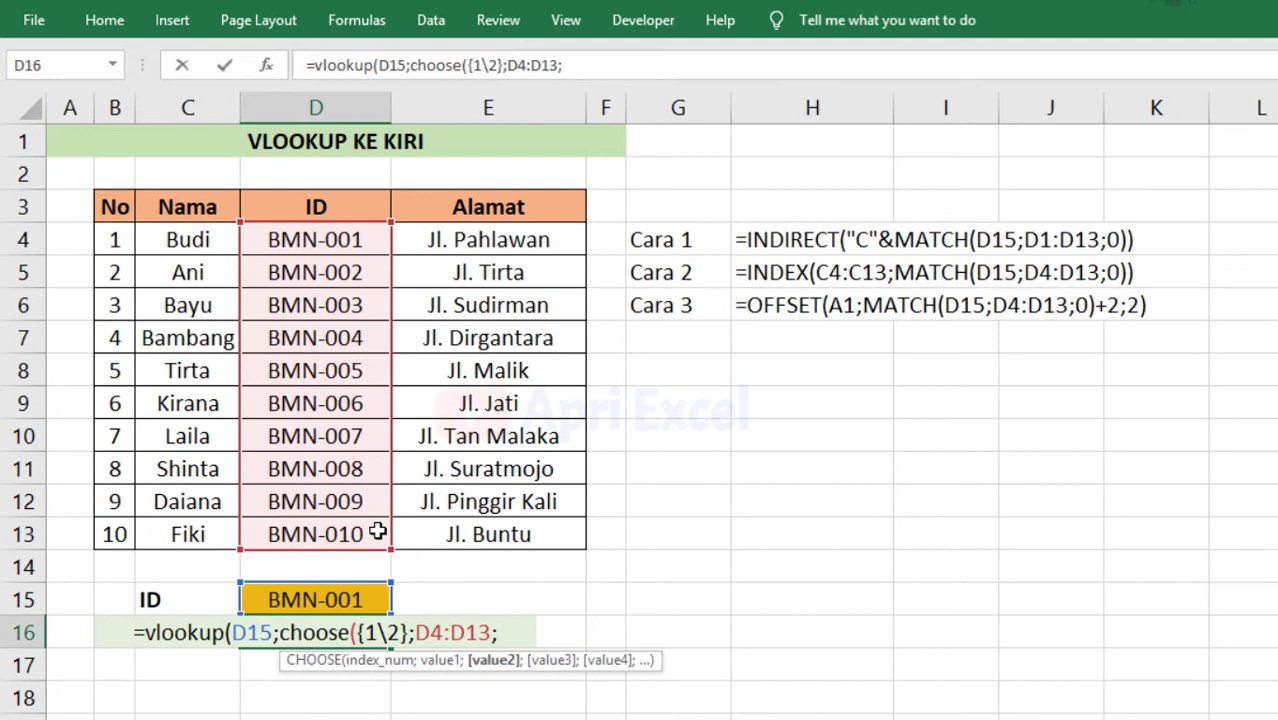 File Home Insert Page Layout Formulas Data Review View Developer Help Tell me what you want to do
D16 fx =vlookup(D15;choose({1\2};D4:D13;
A B C D E F G H I J K L
1 VLOOKUP KE KIRI
2
3 No Nama ID Alamat
4 1 Budi BMN-001 Jl. Pahlawan Cara 1 =INDIRECT("C"&MATCH(D15;D1:D13;0))
5 2 Ani BMN-002 Jl. Tirta Cara 2 =INDEX(C4:C13;MATCH(D15;D4:D13;0))
6 3 Bayu BMN-003 Jl. Sudirman Cara 3 =OFFSET(A1;MATCH(D15;D4:D13;0)+2;2)
7 4 Bambang BMN-004 Jl. Dirgantara
8 5 Tirta BMN-005 Jl. Malik
9 6 Kirana BMN-006 Jl. Jati
Apri Excel
10 7 Laila BMN-007 Jl. Tan Malaka
11 8 Shinta BMN-008 Jl. Suratmojo
12 9 Daiana BMN-009 Jl. Pinggir Kali
13 10 Fiki BMN-010 Jl. Buntu
14
15 ID BMN-001
16 =vlookup(D15;choose({1\2};D4:D13;
17 CHOOSE(index_num; value1; [value2]; [value3]; [value4]; ...)
18